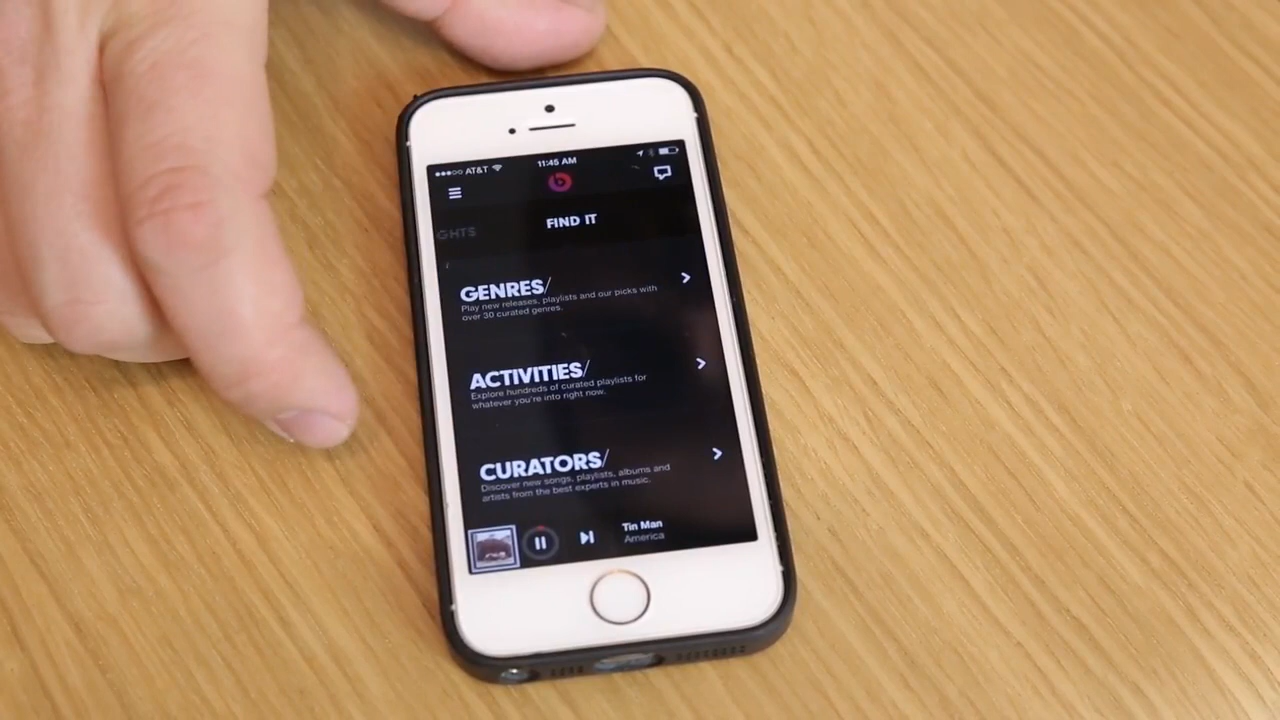 AT&T
11:45 AM
GHTS
FIND IT
GENRES/
Play new releases, playlists and our picks with
over 30 curated genres.
ACTIVITIES/
Explore hundreds of curated playlists for
whatever you're into right now.
CURATORS/
Discover new songs, playlists, albums and
artists from the best experts in music.
Tin Man
America